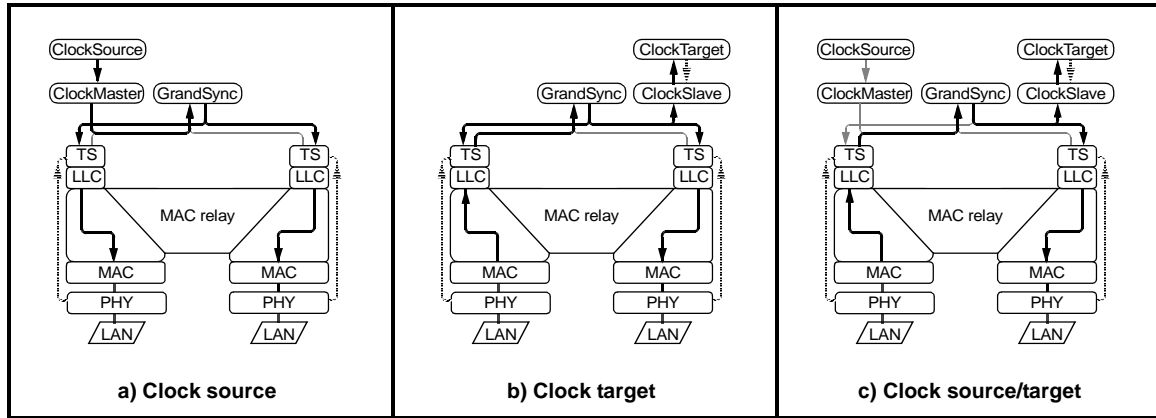 ClockSource
ClockMaster GrandSync
TS TS
LLC LLC
MAC relay
MAC MAC
PHY PHY
LAN LAN
a) Clock source
ClockTarget
GrandSync ClockSlave
TS TS
LLC LLC
MAC relay
MAC MAC
PHY PHY
LAN LAN
b) Clock target
ClockSource ClockTarget
ClockMaster GrandSync ClockSlave
TS TS
LLC LLC
MAC relay
MAC MAC
PHY PHY
LAN LAN
c) Clock source/target